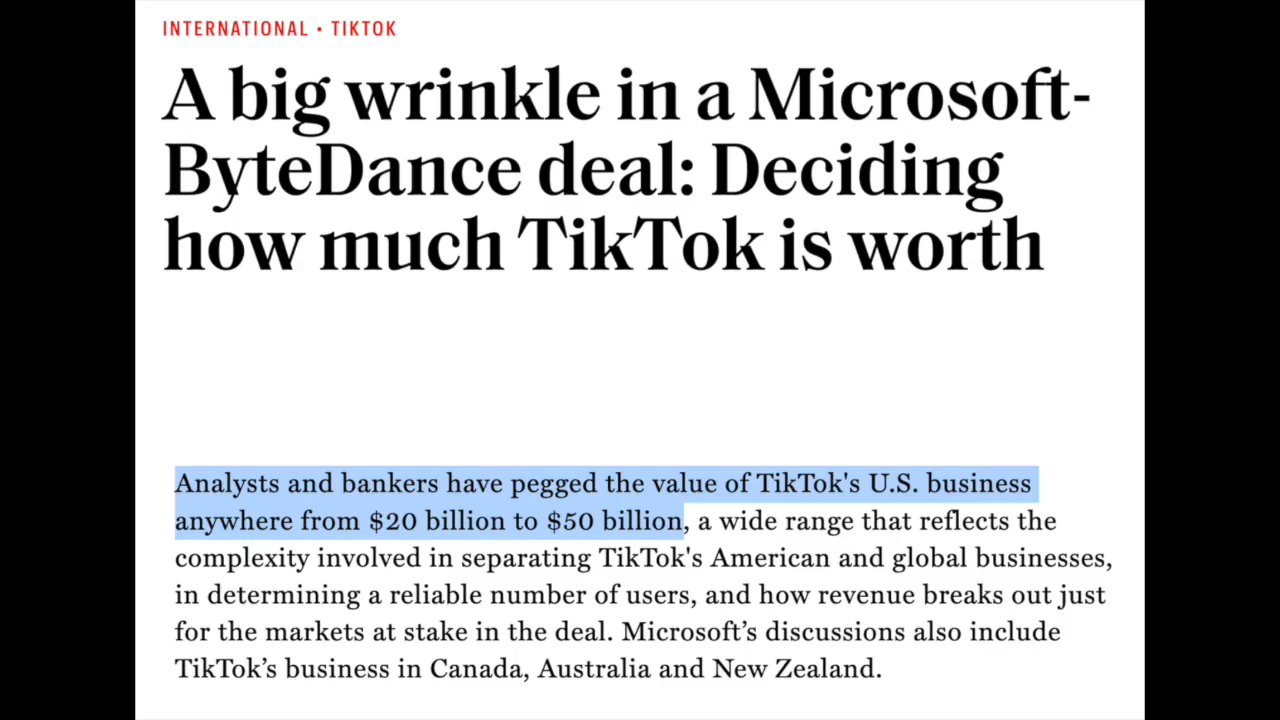 INTERNATIONAL • TIKTOK
A big wrinkle in a Microsoft-
ByteDance deal: Deciding
how much TikTok is worth
Analysts and bankers have pegged the value of TikTok's U.S. business
anywhere from $20 billion to $50 billion, a wide range that reflects the
complexity involved in separating TikTok's American and global businesses,
in determining a reliable number of users, and how revenue breaks out just
for the markets at stake in the deal. Microsoft’s discussions also include
TikTok’s business in Canada, Australia and New Zealand.